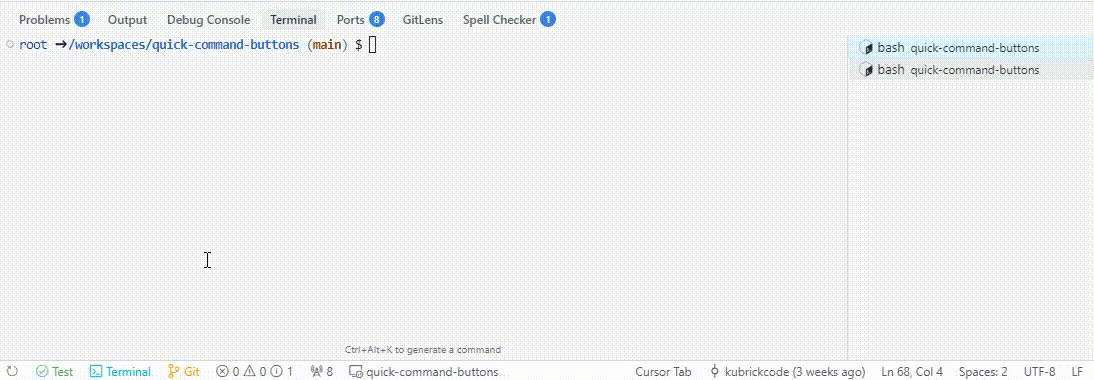 Problems 1 Output Debug Console Terminal Ports 8 GitLens Spell Checker 1
root ➜/workspaces/quick-command-buttons (main) $
bash quick-command-buttons
bash quick-command-buttons
Ctrl+Alt+K to generate a command
Test Terminal Git 0 0 1 8 quick-command-buttons Cursor Tab kubrickcode (3 weeks ago) Ln 68, Col 4 Spaces: 2 UTF-8 LF